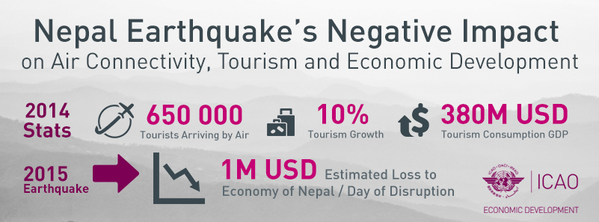 Nepal Earthquake's Negative Impact
on Air Connectivity, Tourism and Economic Development
2014
Stats
650 000
Tourists Arriving by Air
10%
Tourism Growth
380M USD
Tourism Consumption GDP
2015
Earthquake
1M USD Estimated Loss to
Economy of Nepal / Day of Disruption
ICAO
ECONOMIC DEVELOPMENT